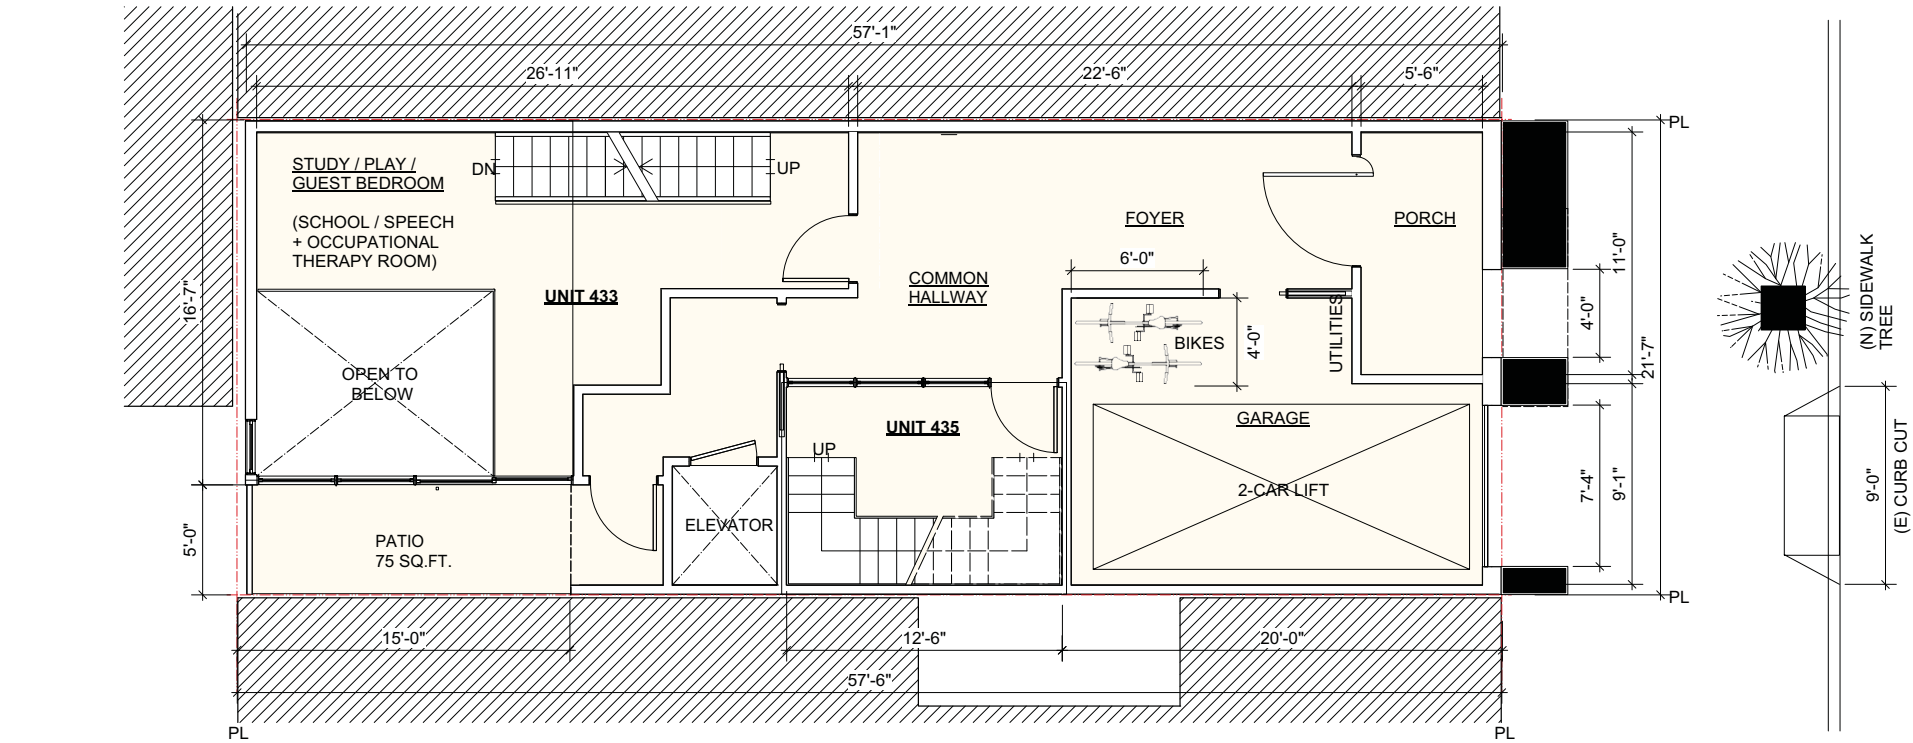 57'-1"
26'-11"
22'-6"
5'-6"
PL
STUDY / PLAY /
GUEST BEDROOM
(SCHOOL / SPEECH
+ OCCUPATIONAL
THERAPY ROOM)
DN
UP
FOYER
PORCH
6'-0"
COMMON
HALLWAY
UNIT 433
16'-7"
BIKES
4'-0"
UTILITIES
11'-0"
4'-0"
21'-7"
(N) SIDEWALK
TREE
OPEN TO
BELOW
UNIT 435
UP
GARAGE
2-CAR LIFT
7'-4"
9'-1"
9'-0"
(E) CURB CUT
ELEVATOR
PATIO
75 SQ.FT.
5'-0"
PL
15'-0"
12'-6"
20'-0"
57'-6"
PL
PL